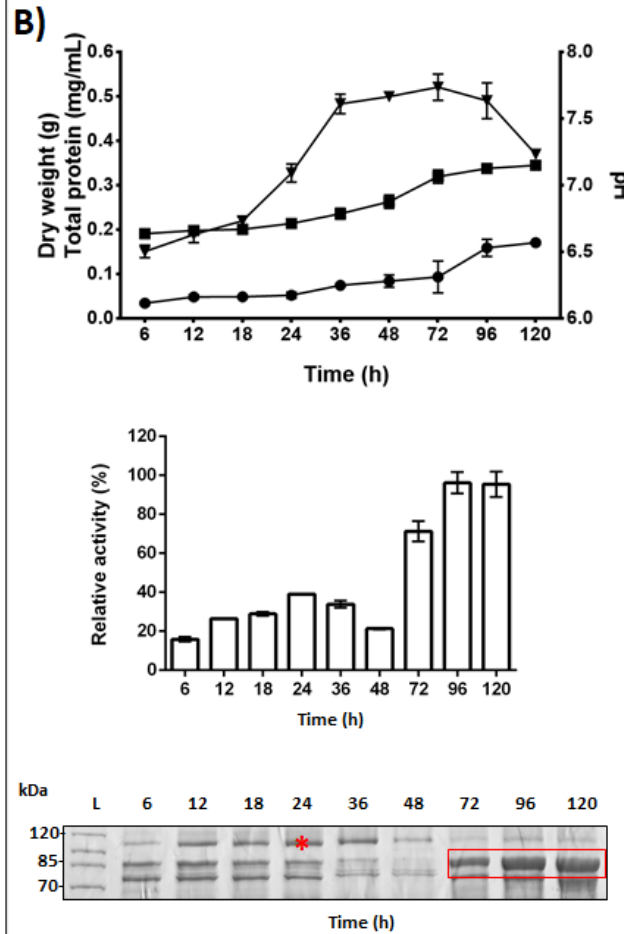 B)
Dry weight (g)
Total protein (mg/mL)
0.6
0.5
0.4
0.3
0.2
0.1
0.0
8.0
7.0
6.5
6.0
pH
6 12 18 24 36 48 72 96 120
Time (h)
Relative activity (%)
120
100
80
60
40
20
0
6 12 18 24 36 48 72 96 120
Time (h)
kDa
L 6 12 18 24 36 48 72 96 120
120-
85-
70-
*
Time (h)